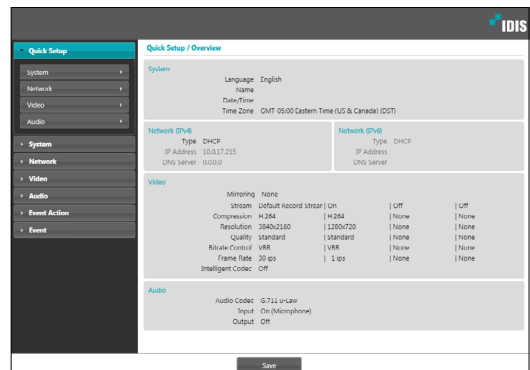 IDIS
Quick Setup
System
Network
Video
Audio
System
Network
Video
Audio
Event Action
Event
Quick Setup / Overview
System
Language English
Name
Date/Time
Time Zone GMT-05:00 Eastern Time (US & Canada) (DST)
Network (IPv4)
Type DHCP
IP Address 10.0.17.215
DNS Server 0.0.0.0
Network (IPv6)
Type DHCP
IP Address
DNS Server
Video
Mirroring None
Stream Default Record Strear | On | Off | Off
Compression H.264 | H.264 | None | None
Resolution 3840x2160 | 1280x720 | None | None
Quality Standard | Standard | None | None
Bitrate Control VBR | VBR | None | None
Frame Rate 30 ips | 1 ips | None | None
Intelligent Codec Off
Audio
Audio Codec G.711 u-Law
Input On (Microphone)
Output Off
Save